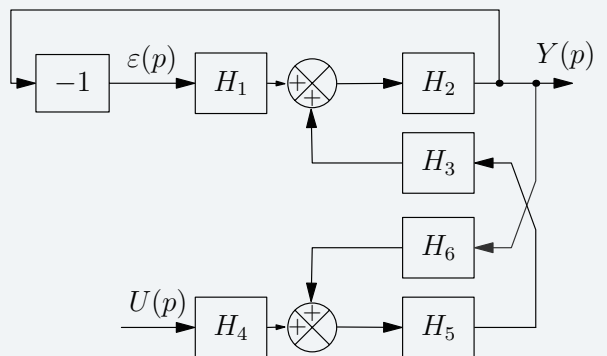 ε(p)
Y(p)
−1
H₁
+
+
H₂
H₃
H₆
U(p)
H₄
+
+
H₅